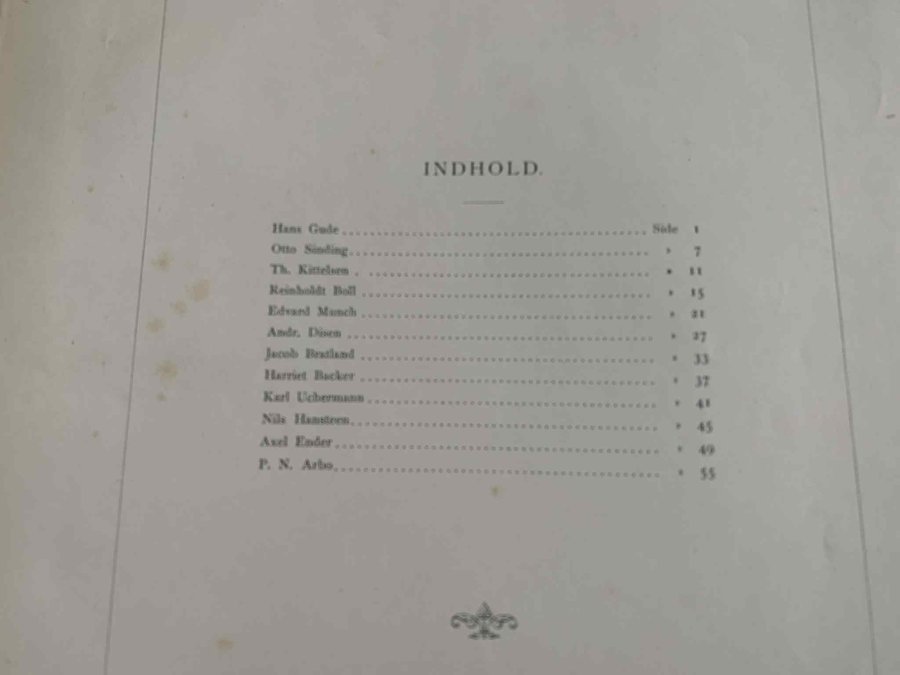 INDHOLD.
Hans Gude Side 1
Otto Sinding » 7
Th. Kittelsen » 11
Reinholdt Boll » 15
Edvard Munch » 21
Andr. Disen » 27
Jacob Bratland » 33
Harriet Backer » 37
Karl Uchermann » 41
Nils Hansteen » 45
Axel Ender » 49
P. N. Arbo » 55